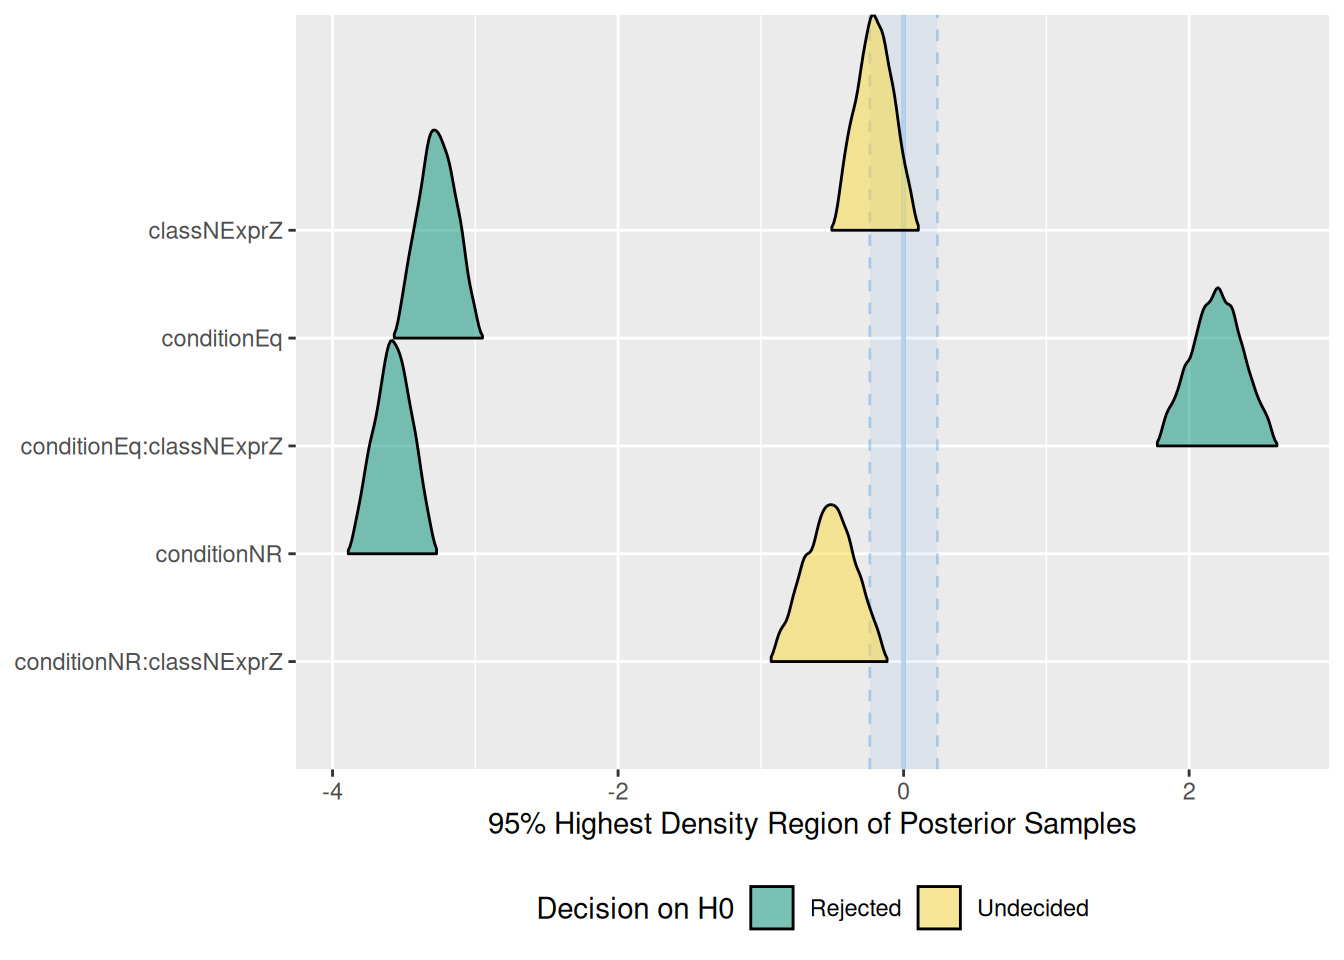 classNExprZ
conditionEq
conditionEq:classNExprZ
conditionNR
conditionNR:classNExprZ
-4 -2 0 2
95% Highest Density Region of Posterior Samples
Decision on H0 Rejected Undecided